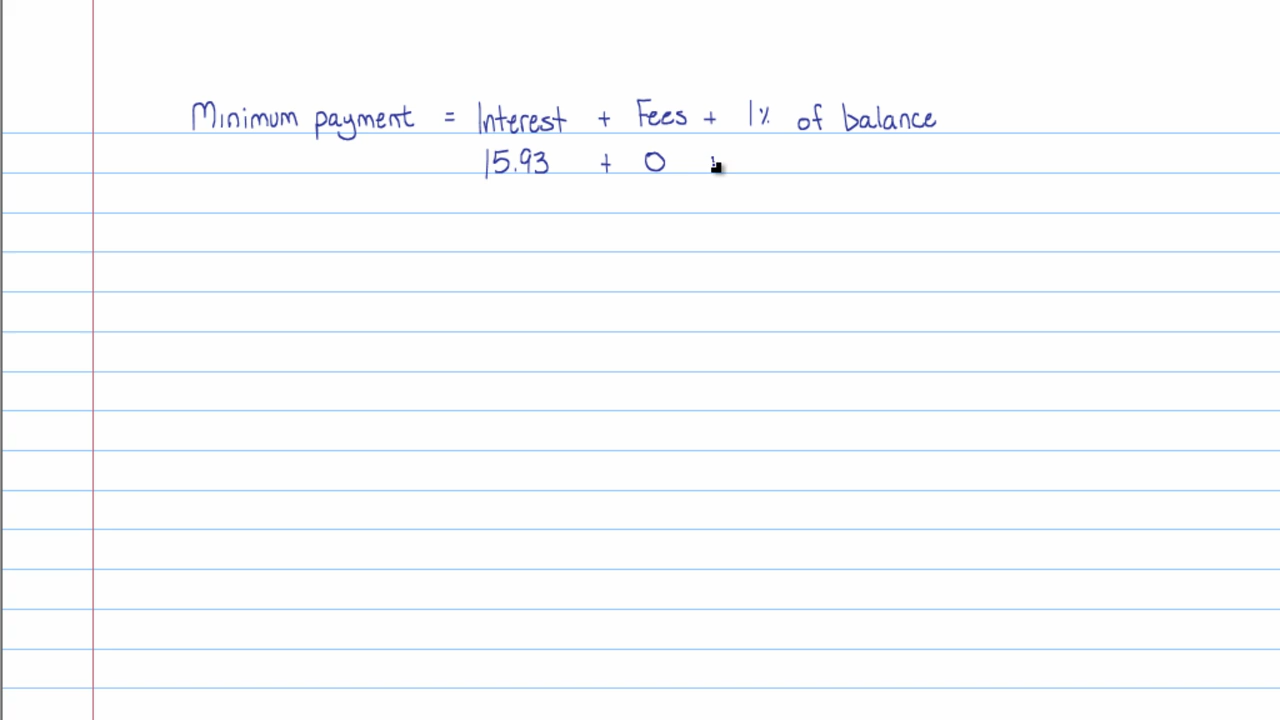 Minimum payment = Interest + Fees + 1% of balance
15.93 + 0